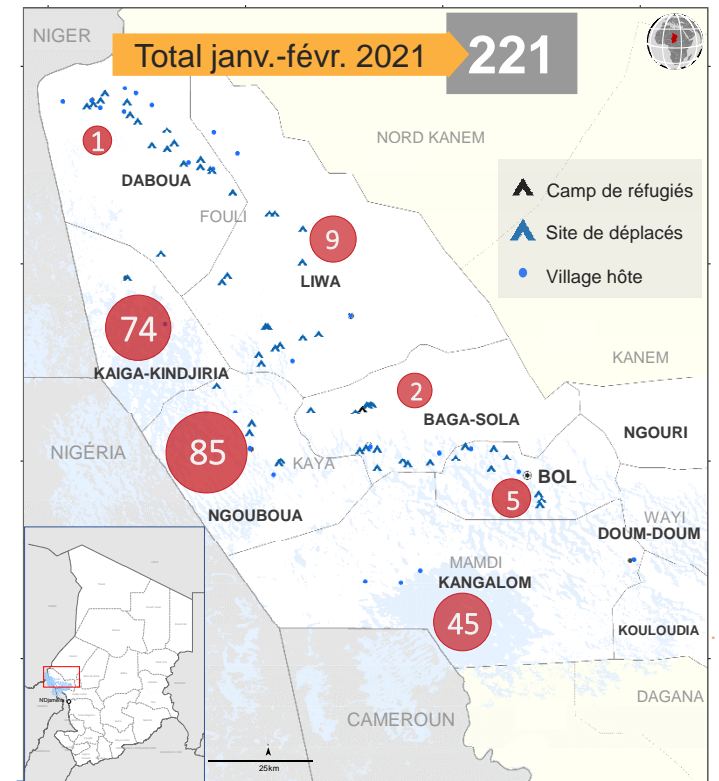 NIGER
Total janv.-févr. 2021
221
NORD KANEM
1
DABOUA
FOULI
Camp de réfugiés
Site de déplacés
Village hôte
9
LIWA
74
KAIGA-KINDJIRIA
KANEM
2
BAGA-SOLA
NGOURI
NIGÉRIA
85
KAYA
BOL
5
NGOUBOUA
WAYI
DOUM-DOUM
MAMDI
KANGALOM
45
KOULOUDIA
DAGANA
CAMEROUN
NDjamena
25km